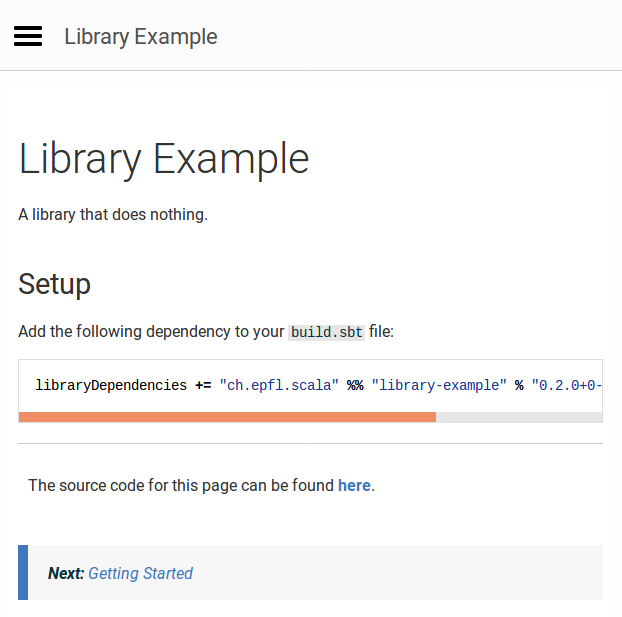 Library Example
Library Example
A library that does nothing.
Setup
Add the following dependency to your build.sbt file:
libraryDependencies += "ch.epfl.scala" %% "library-example" % "0.2.0+0-
The source code for this page can be found here.
Next: Getting Started